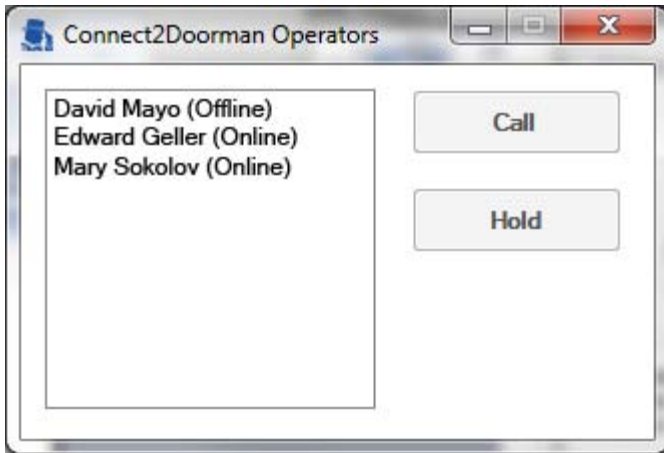 Connect2Doorman Operators
David Mayo (Offline)
Edward Geller (Online)
Mary Sokolov (Online)
Call
Hold